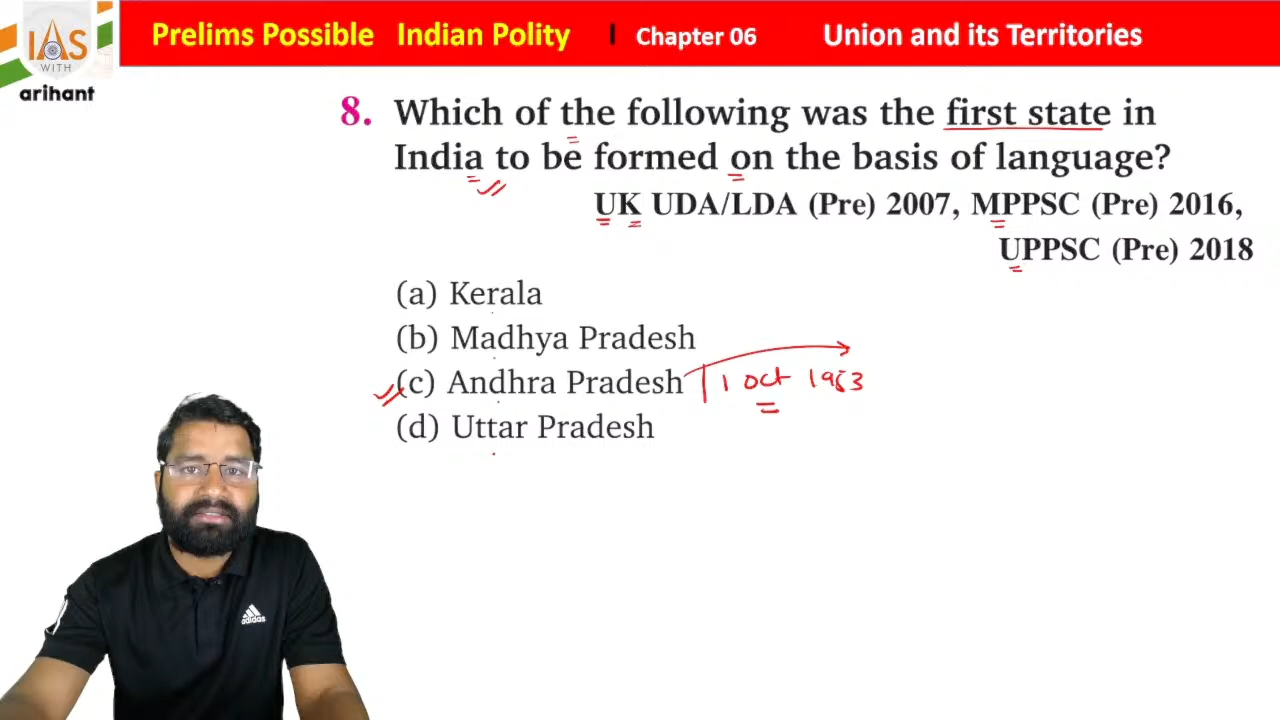 Prelims Possible Indian Polity | Chapter 06 Union and its Territories
IAS
WITH
arihant
8. Which of the following was the first state in
India to be formed on the basis of language?
UK UDA/LDA (Pre) 2007, MPPSC (Pre) 2016,
UPPSC (Pre) 2018
(a) Kerala
(b) Madhya Pradesh
(c) Andhra Pradesh | 1 oct 1953
(d) Uttar Pradesh
adidas